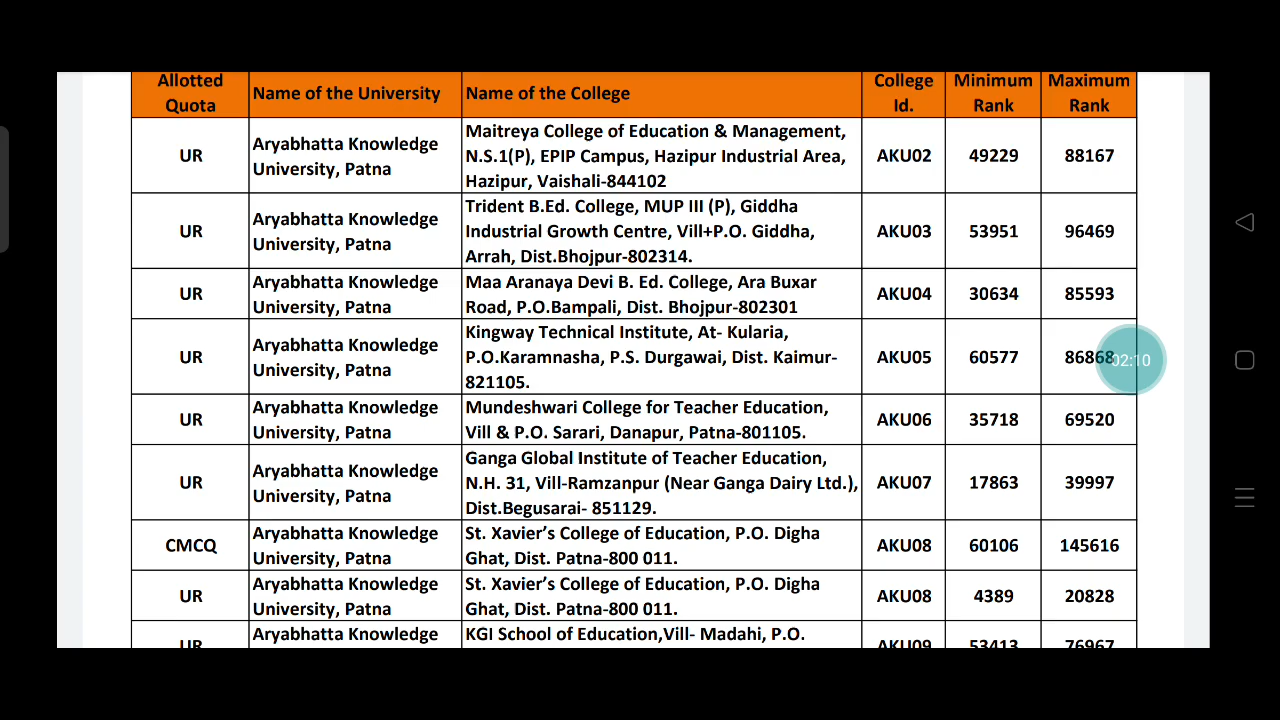 Allotted Quota | Name of the University | Name of the College | College Id. | Minimum Rank | Maximum Rank
UR
Aryabhatta Knowledge
University, Patna
Maitreya College of Education & Management,
N.S.1(P), EPIP Campus, Hazipur Industrial Area,
Hazipur, Vaishali-844102
AKU02
49229
88167
UR
Aryabhatta Knowledge
University, Patna
Trident B.Ed. College, MUP III (P), Giddha
Industrial Growth Centre, Vill+P.O. Giddha,
Arrah, Dist.Bhojpur-802314.
AKU03
53951
96469
UR
Aryabhatta Knowledge
University, Patna
Maa Aranaya Devi B. Ed. College, Ara Buxar
Road, P.O.Bampali, Dist. Bhojpur-802301
AKU04
30634
85593
UR
Aryabhatta Knowledge
University, Patna
Kingway Technical Institute, At- Kularia,
P.O.Karamnasha, P.S. Durgawai, Dist. Kaimur-
821105.
AKU05
60577
86868
02:10
UR
Aryabhatta Knowledge
University, Patna
Mundeshwari College for Teacher Education,
Vill & P.O. Sarari, Danapur, Patna-801105.
AKU06
35718
69520
UR
Aryabhatta Knowledge
University, Patna
Ganga Global Institute of Teacher Education,
N.H. 31, Vill-Ramzanpur (Near Ganga Dairy Ltd.),
Dist.Begusarai- 851129.
AKU07
17863
39997
CMCQ
Aryabhatta Knowledge
University, Patna
St. Xavier’s College of Education, P.O. Digha
Ghat, Dist. Patna-800 011.
AKU08
60106
145616
UR
Aryabhatta Knowledge
University, Patna
St. Xavier’s College of Education, P.O. Digha
Ghat, Dist. Patna-800 011.
AKU08
4389
20828
UR
Aryabhatta Knowledge
KGI School of Education,Vill- Madahi, P.O.
AKU09
53413
76967